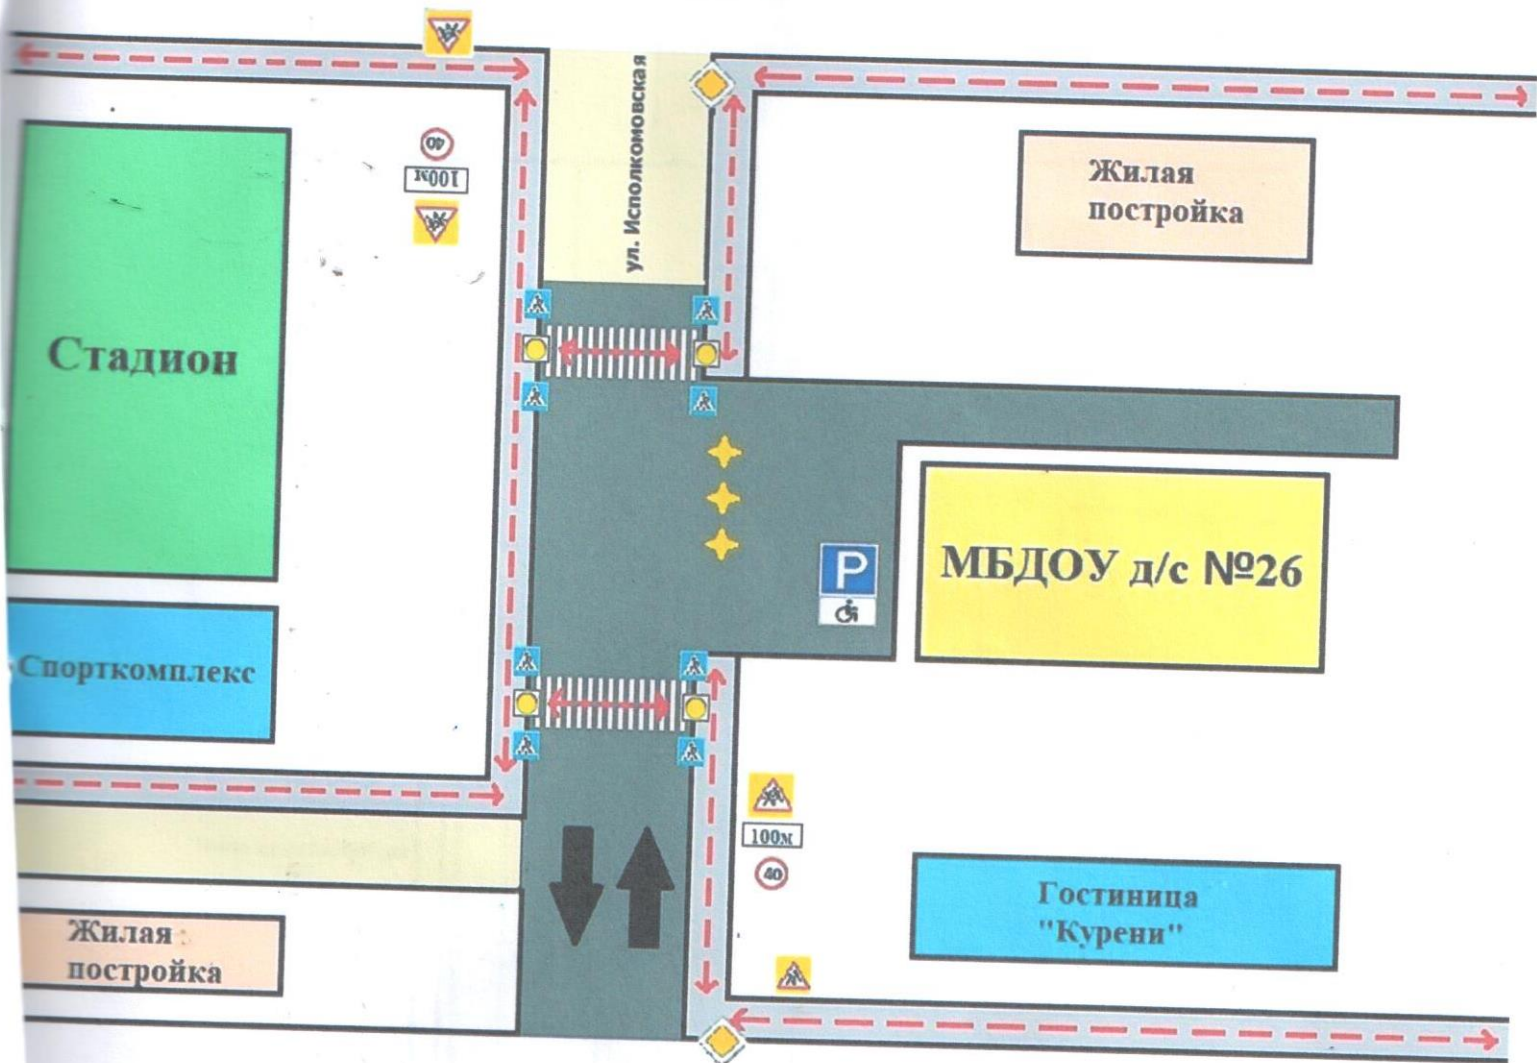 ул. Исполкомовская
40
100м
Жилая
постройка
Стадион
P
МБДОУ д/с №26
Спорткомплекс
100м
40
Гостиница
"Курени"
Жилая
постройка